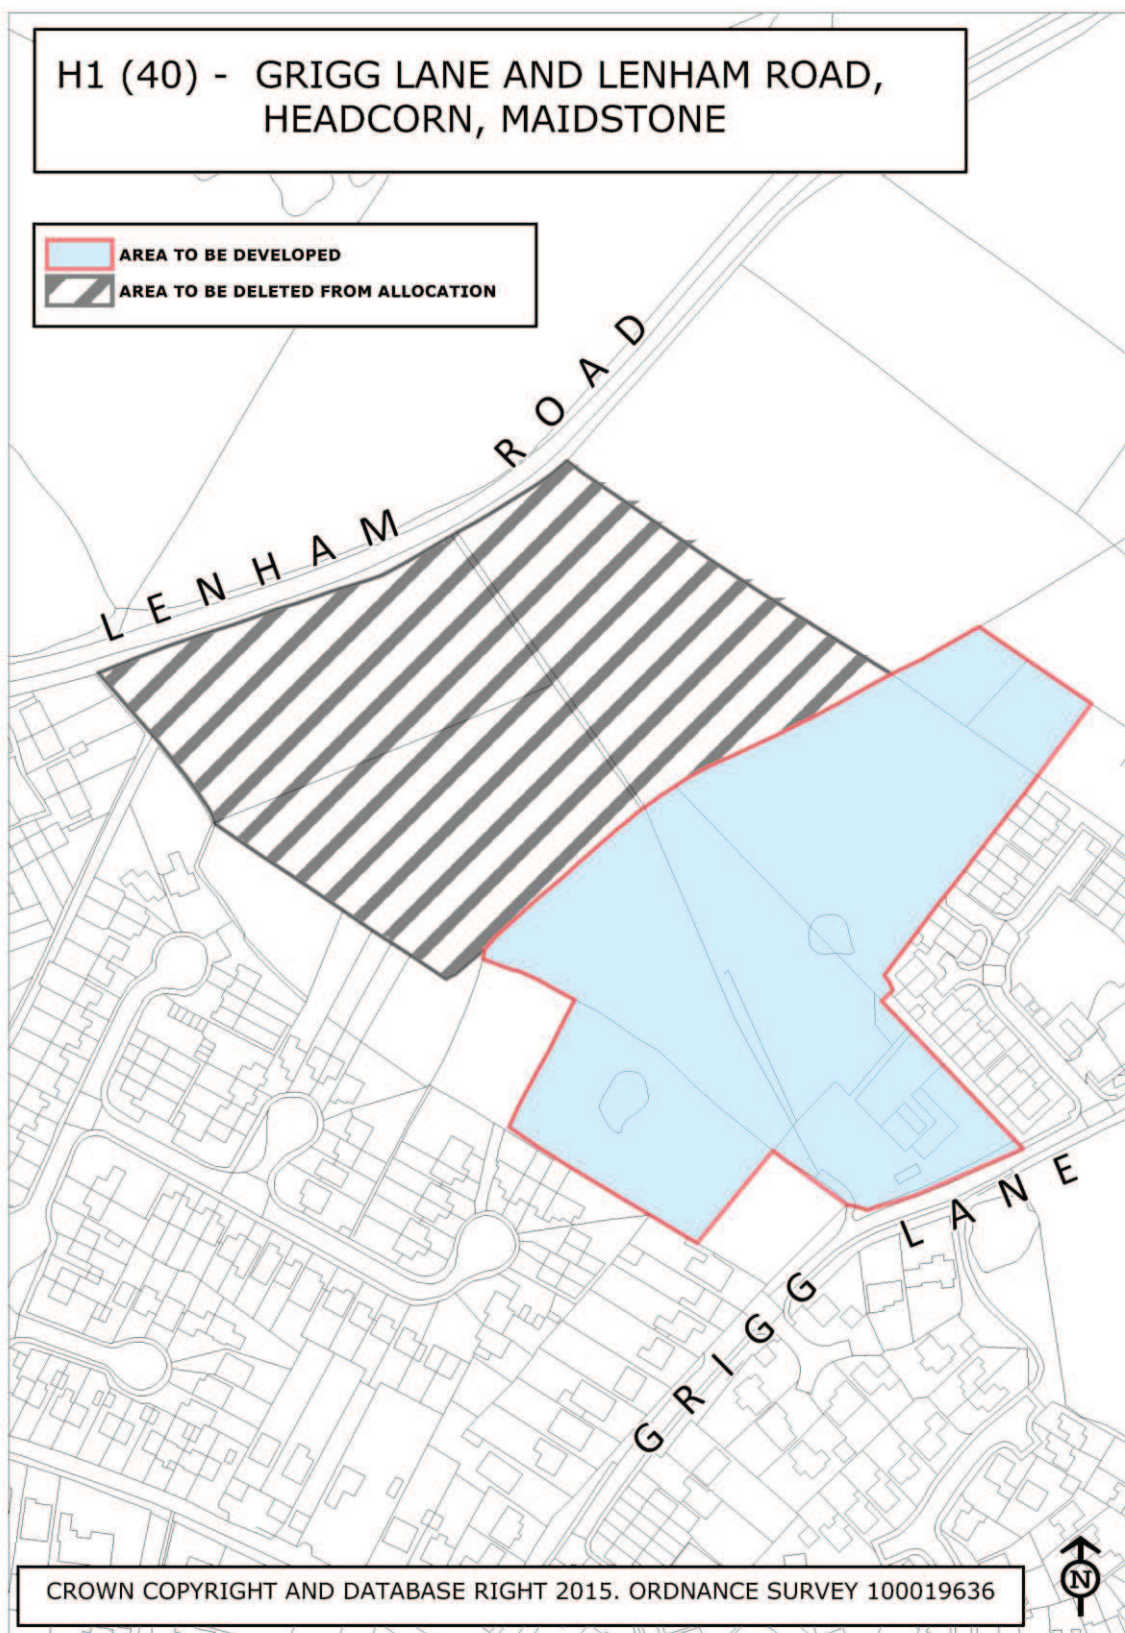 H1 (40) - GRIGG LANE AND LENHAM ROAD,
HEADCORN, MAIDSTONE
AREA TO BE DEVELOPED
AREA TO BE DELETED FROM ALLOCATION
LENHAM ROAD
GRIGG LANE
CROWN COPYRIGHT AND DATABASE RIGHT 2015. ORDNANCE SURVEY 100019636
N